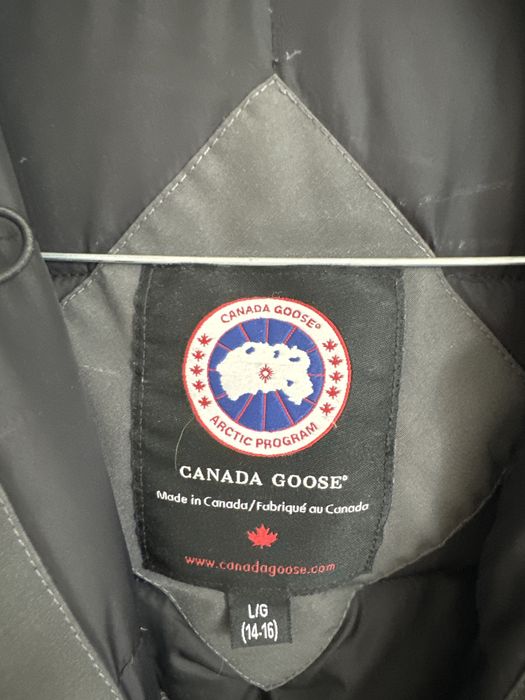 CANADA GOOSE®
ARCTIC PROGRAM
CANADA GOOSE®
Made in Canada/Fabriqué au Canada
www.canadagoose.com
L/G
(14-16)